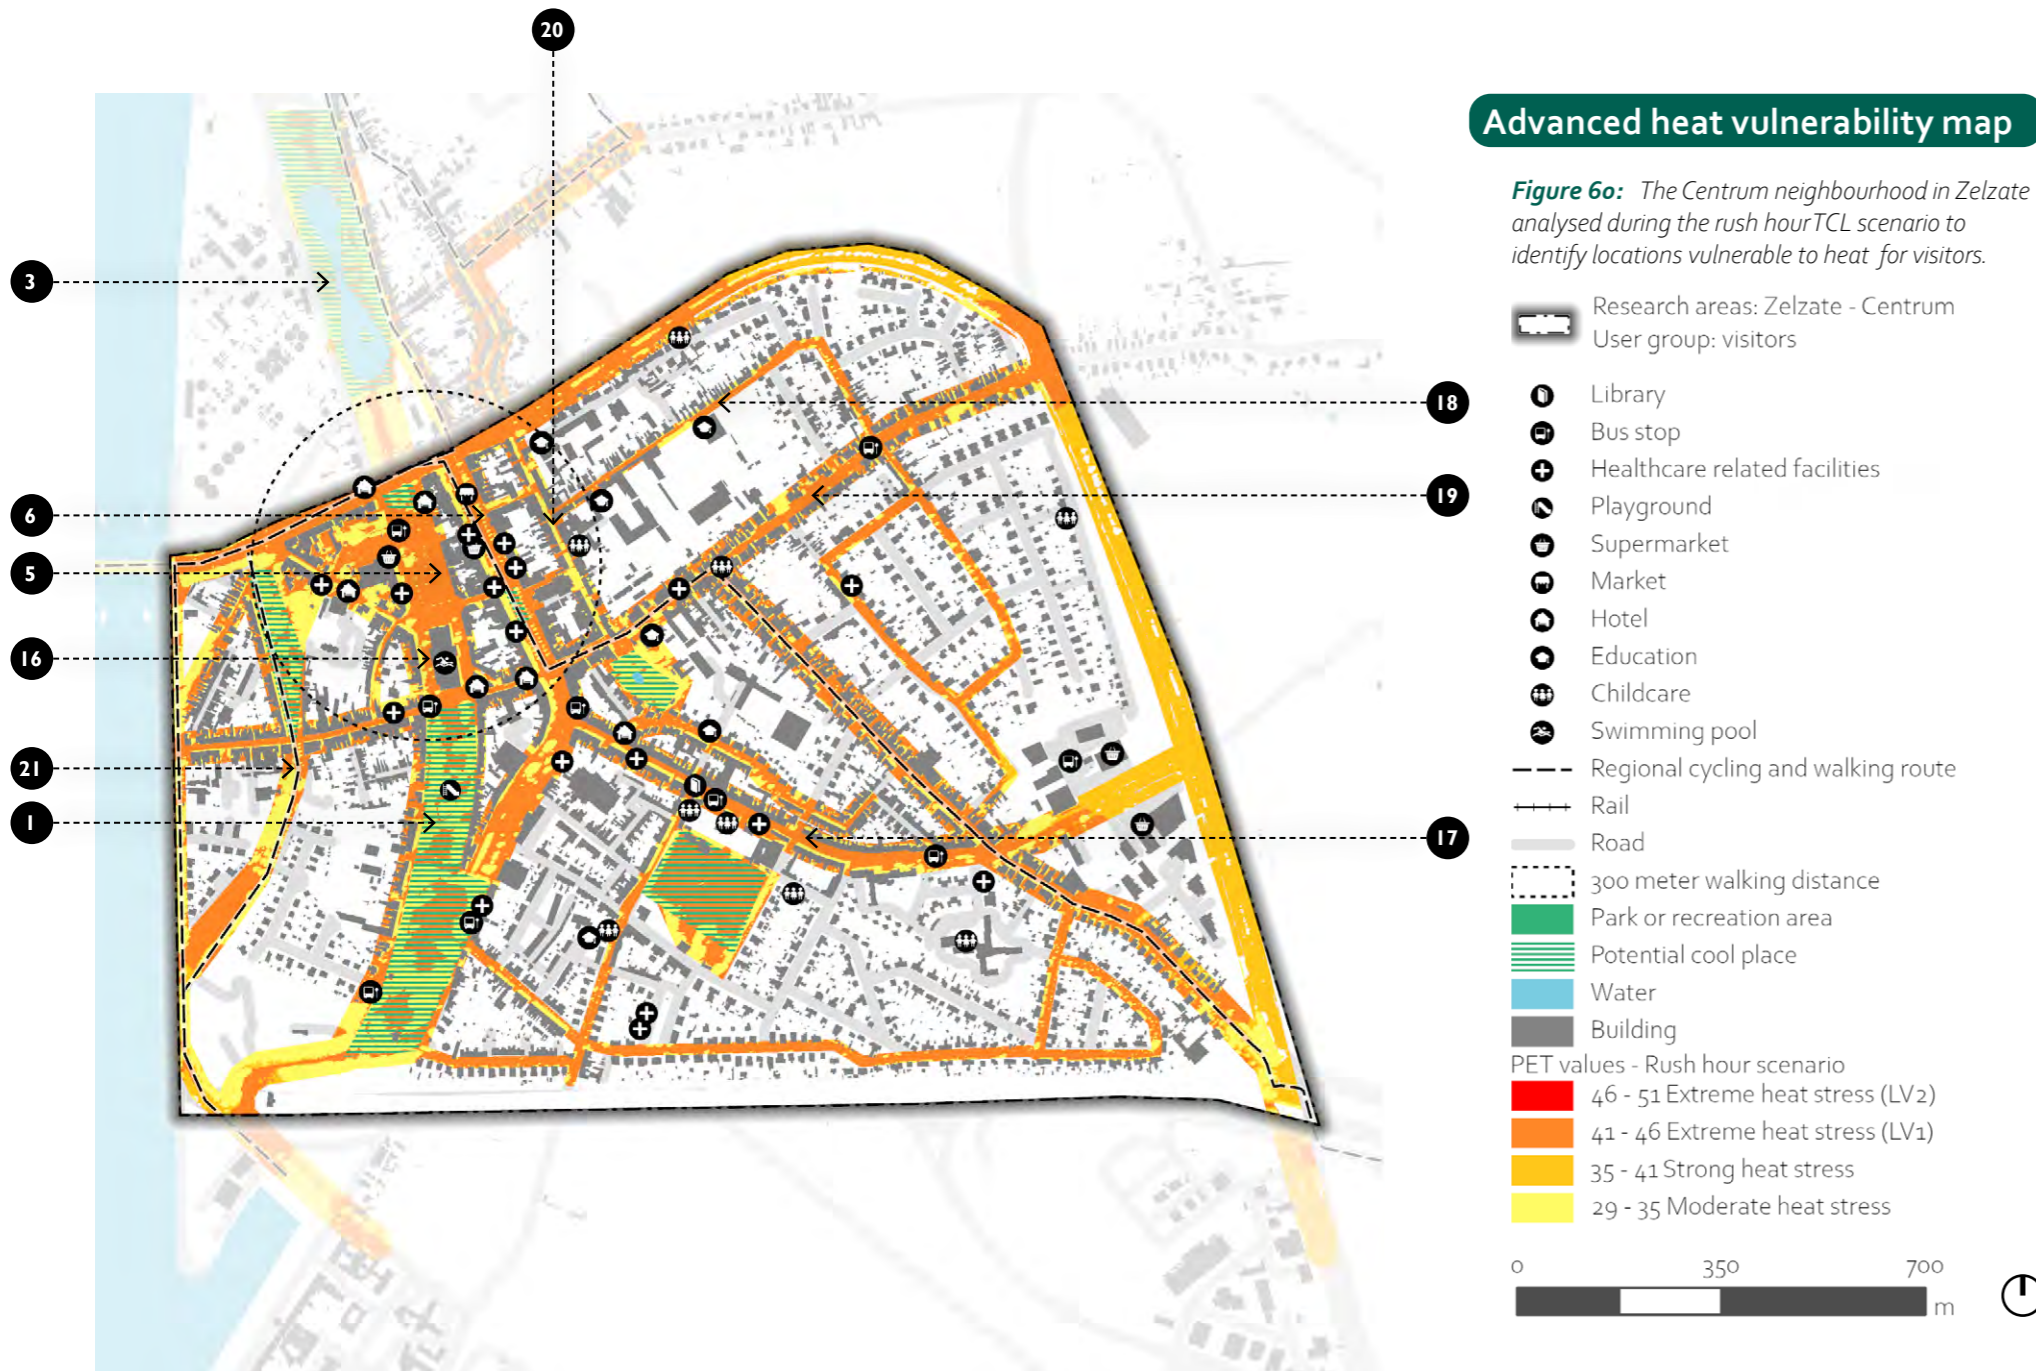 20
3
6
5
16
21
1
18
19
17
Advanced heat vulnerability map
Figure 60: The Centrum neighbourhood in Zelzate
analysed during the rush hour TCL scenario to
identify locations vulnerable to heat for visitors.
Research areas: Zelzate - Centrum
User group: visitors
Library
Bus stop
Healthcare related facilities
Playground
Supermarket
Market
Hotel
Education
Childcare
Swimming pool
Regional cycling and walking route
Rail
Road
300 meter walking distance
Park or recreation area
Potential cool place
Water
Building
PET values - Rush hour scenario
46 - 51 Extreme heat stress (LV2)
41 - 46 Extreme heat stress (LV1)
35 - 41 Strong heat stress
29 - 35 Moderate heat stress
0 350 700
m